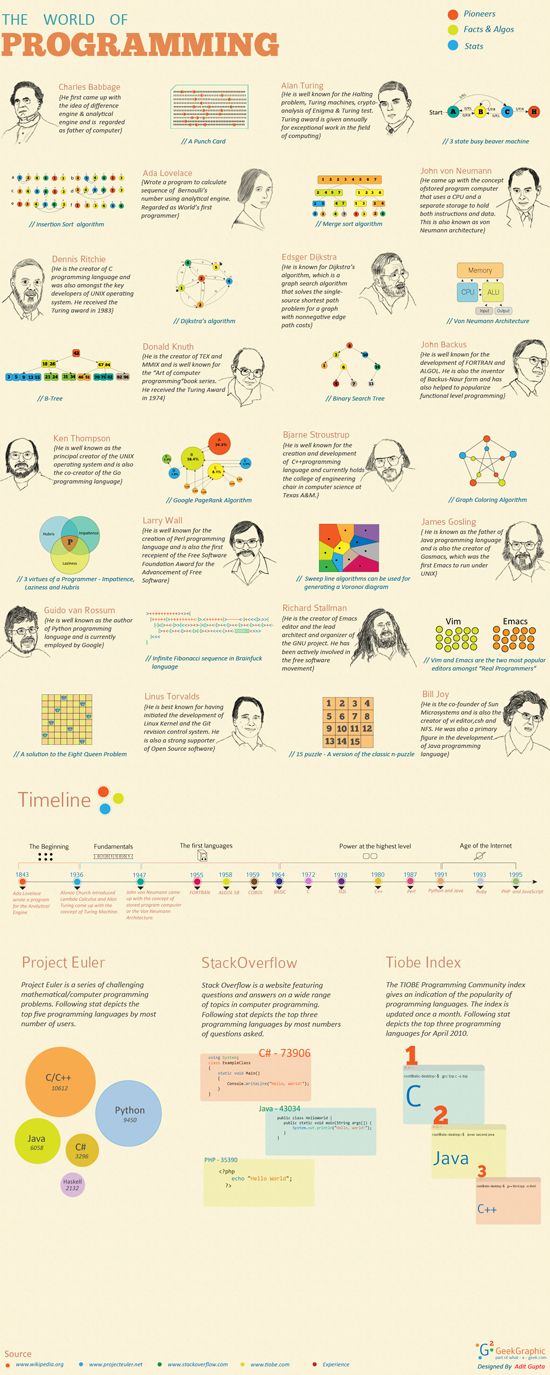 THE WORLD OF
PROGRAMMING
Pioneers
Facts & Algos
Stats
Charles Babbage
{He first came up with
the idea of difference
engine & analytical
engine and is regarded
as father of computer}
// A Punch Card
Alan Turing
{He is well known for the Halting
problem, Turing machines, crypto-
analysis of Enigma & Turing test.
Turing award is given annually
for exceptional work in the field
of computing}
Start
A
B
C
H
// 3 state busy beaver machine
// Insertion Sort algorithm
Ada Lovelace
{Wrote a program to calculate
sequence of Bernoulli's
number using analytical engine.
Regarded as World's first
programmer}
// Merge sort algorithm
John von Neumann
{He came up with the concept
ofstored program computer
that uses a CPU and a
separate storage to hold
both instructions and data.
This is also known as von
Neumann architecture}
Dennis Ritchie
{He is the creator of C
programming language and
was also amongst the key
developers of UNIX operating
system. He received the
Turing award in 1983}
// Dijkstra's algorithm
Edsger Dijkstra
{He is known for Dijkstra's
algorithm, which is a
graph search algorithm
that solves the single-
source shortest path
problem for a graph
with nonnegative edge
path costs}
Memory
CPU
ALU
Input
Output
// Von Neumann Architecture
// B-Tree
Donald Knuth
{He is the creator of TEX and
MMIX and is well known for
the "Art of computer
programming"book series.
He received the Turing Award
in 1974}
// Binary Search Tree
John Backus
{He is well known for the
development of FORTRAN and
ALGOL. He is also the inventor
of Backus-Naur form and has
also helped to popularize
functional level programming}
Ken Thompson
{He is well known as the
principal creator of the UNIX
operating system and is also
the co-creator of the Go
programming language}
// Google PageRank Algorithm
Bjarne Stroustrup
{He is well known for the
creation and development
of C++programming
language and currently holds
the college of engineering
chair in computer science at
Texas A&M.}
// Graph Coloring Algorithm
Hubris
Impatience
P
Laziness
// 3 virtues of a Programmer - Impatience,
Laziness and Hubris
Larry Wall
{He is well known for the
creation of Perl programming
language and is also the first
recepient of the Free Software
Foundation Award for the
Advancement of Free
Software}
// Sweep line algorithms can be used for
generating a Voronoi diagram
James Gosling
{ He is known as the father of
Java programming language
and is also the creator of
Gosmacs, which was the
first Emacs to run under
UNIX}
Guido van Rossum
{He is well known as the author
of Python programming
language and is currently
employed by Google}
// Infinite Fibonacci sequence in Brainfuck
language
Richard Stallman
{He is the creator of Emacs
editor and the lead
architect and organizer of
the GNU project. He has
been actively involved in
the free software
movement}
Vim
Emacs
// Vim and Emacs are the two most popular
editors amongst "Real Programmers"
// A solution to the Eight Queen Problem
Linus Torvalds
{He is best known for having
initiated the development of
Linux Kernel and the Git
revision control system. He
is also a strong supporter
of Open Source software}
1 2 3 4
5 6 7 8
9 10 11 12
13 14 15
// 15 puzzle - A version of the classic n-puzzle
Bill Joy
{He is the co-founder of Sun
Microsystems and is also the
creator of vi editor,csh and
NFS. He was also a primary
figure in the development
of Java programming
language}
Timeline
The Beginning
Fundamentals
The first languages
Power at the highest level
Age of the Internet
1843
1936
1947
1955
1958
1959
1964
1972
1928
1980
1987
1991
1993
1995
Ada Lovelace
wrote a program
for the Analytical
Engine
Alonzo Church introduced
Lambda Calculus and Alan
Turing came up with the
concept of Turing Machine
John von Neumann came
up with the concept of
stored program computer
or the Von Neumann
Architecture
FORTRAN
ALGOL 58
COBOL
BASIC
C
SQL
C++
Perl
Python and Java
Ruby
PHP and JavaScript
Project Euler
Project Euler is a series of challenging
mathematical/computer programming
problems. Following stat depicts the
top five programming languages by most
number of users.
C/C++
10612
Python
9450
Java
6058
C#
3296
Haskell
2132
StackOverflow
Stack Overflow is a website featuring
questions and answers on a wide range
of topics in computer programming.
Following stat depicts the top three
programming languages by most numbers
of questions asked.
C# - 73906
using System;
class ExampleClass
{
static void Main()
{
Console.WriteLine("Hello, world!");
}
}
Java - 43034
public class HelloWorld {
public static void main(String args[]) {
System.out.println("Hello, world!");
}
}
PHP - 35390
<?php
echo "Hello World";
?>
Tiobe Index
The TIOBE Programming Community index
gives an indication of the popularity of
programming languages. The index is
updated once a month. Following stat
depicts the top three programming
languages for April 2010.
1
C
2
Java
3
C++
Source
www.wikipedia.org
www.projecteuler.net
www.stackoverflow.com
www.tiobe.com
Experience
G2 GeekGraphic
part of what - a - geek.com
Designed By Adit Gupta